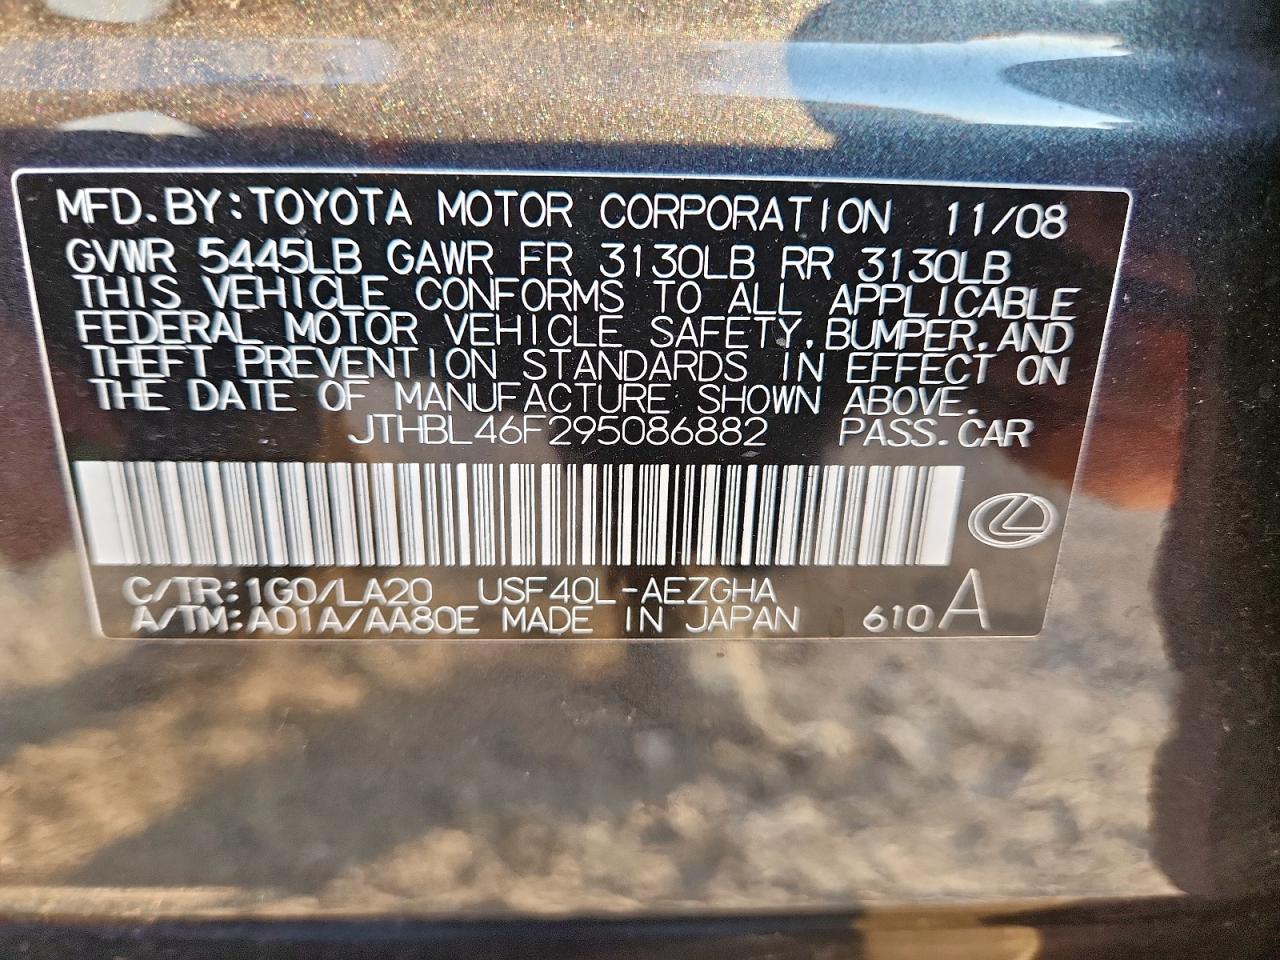 MFD. BY: TOYOTA MOTOR CORPORATION 11/08
GVWR 5445LB GAWR FR 3130LB RR 3130LB
THIS VEHICLE CONFORMS TO ALL APPLICABLE
FEDERAL MOTOR VEHICLE SAFETY, BUMPER, AND
THEFT PREVENTION STANDARDS IN EFFECT ON
THE DATE OF MANUFACTURE SHOWN ABOVE.
JTHBL46F295086882 PASS. CAR
C/TR: 1G0/LA20 USF40L-AEZGHA
A/TM: A01A/AA80E MADE IN JAPAN 610 A